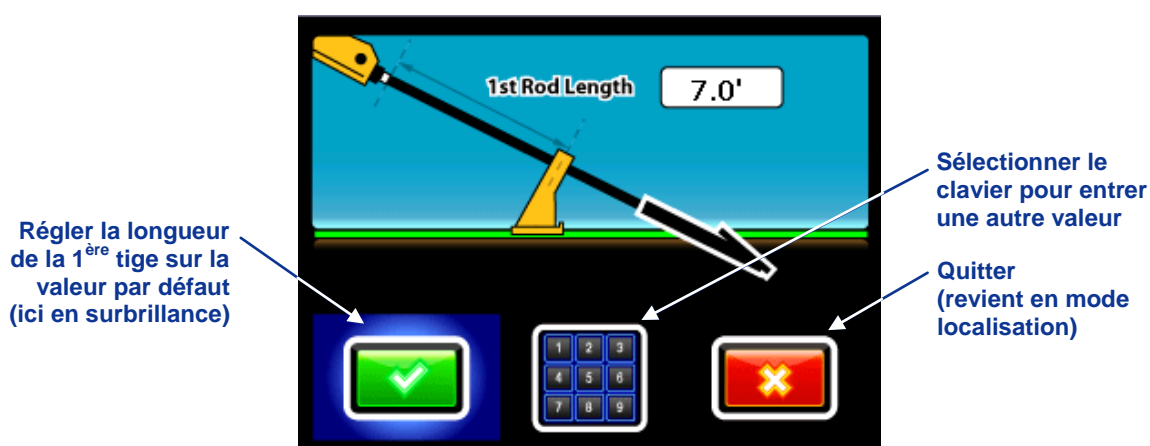 1st Rod Length 7.0'
Sélectionner le
clavier pour entrer
une autre valeur
Régler la longueur
de la 1ère tige sur la
valeur par défaut
(ici en surbrillance)
Quitter
(revient en mode
localisation)
1 2 3
4 5 6
7 8 9